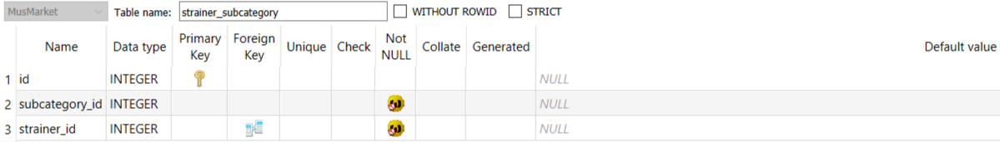 MusMarket Table name: strainer_subcategory WITHOUT ROWID STRICT
Name Data type Primary Key Foreign Key Unique Check Not NULL Collate Generated Default value
1 id INTEGER NULL
2 subcategory_id INTEGER NULL
3 strainer_id INTEGER NULL